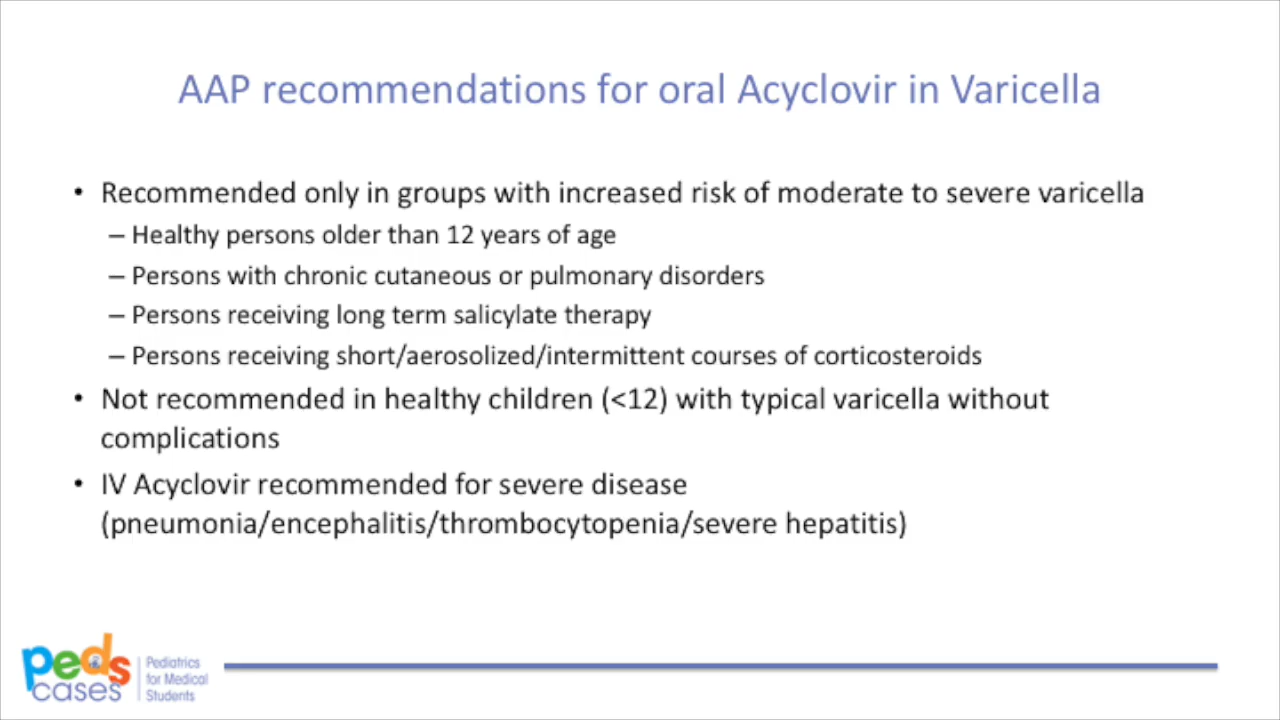 AAP recommendations for oral Acyclovir in Varicella
• Recommended only in groups with increased risk of moderate to severe varicella
– Healthy persons older than 12 years of age
– Persons with chronic cutaneous or pulmonary disorders
– Persons receiving long term salicylate therapy
– Persons receiving short/aerosolized/intermittent courses of corticosteroids
• Not recommended in healthy children (<12) with typical varicella without
complications
• IV Acyclovir recommended for severe disease
(pneumonia/encephalitis/thrombocytopenia/severe hepatitis)
peds
cases
Pediatrics
for Medical
Students